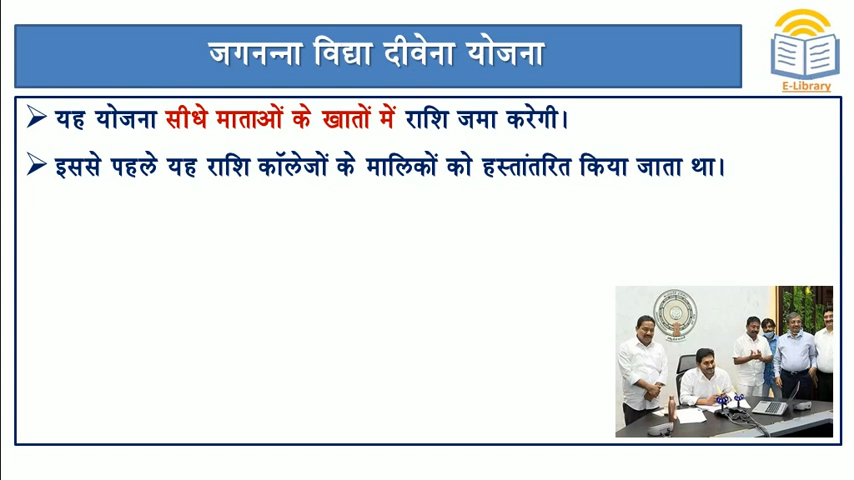 जगनन्ना विद्या दीवेना योजना
E-Library
यह योजना सीधे माताओं के खातों में राशि जमा करेगी।
इससे पहले यह राशि कॉलेजों के मालिकों को हस्तांतरित किया जाता था।